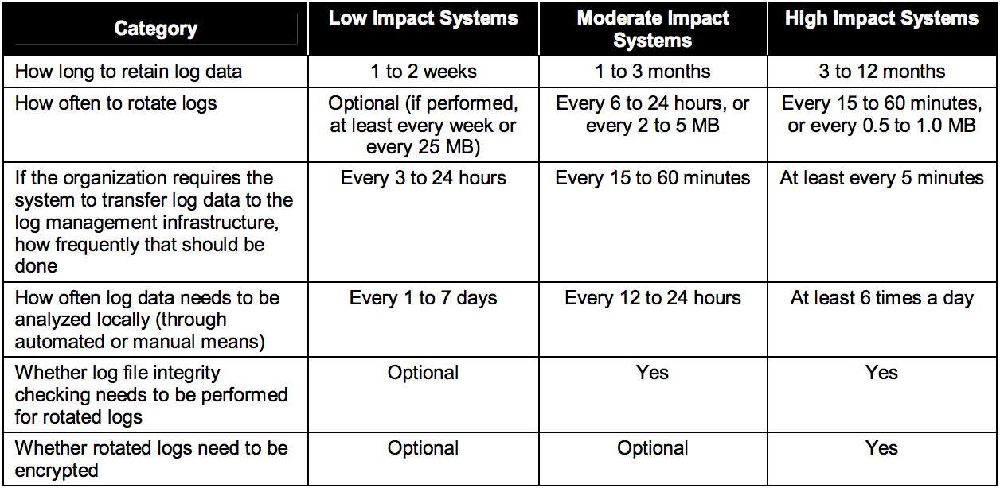 Category
Low Impact Systems
Moderate Impact
Systems
High Impact Systems
How long to retain log data
1 to 2 weeks
1 to 3 months
3 to 12 months
How often to rotate logs
Optional (if performed,
at least every week or
every 25 MB)
Every 6 to 24 hours, or
every 2 to 5 MB
Every 15 to 60 minutes,
or every 0.5 to 1.0 MB
If the organization requires the
system to transfer log data to the
log management infrastructure,
how frequently that should be
done
Every 3 to 24 hours
Every 15 to 60 minutes
At least every 5 minutes
How often log data needs to be
analyzed locally (through
automated or manual means)
Every 1 to 7 days
Every 12 to 24 hours
At least 6 times a day
Whether log file integrity
checking needs to be performed
for rotated logs
Optional
Yes
Yes
Whether rotated logs need to be
encrypted
Optional
Optional
Yes